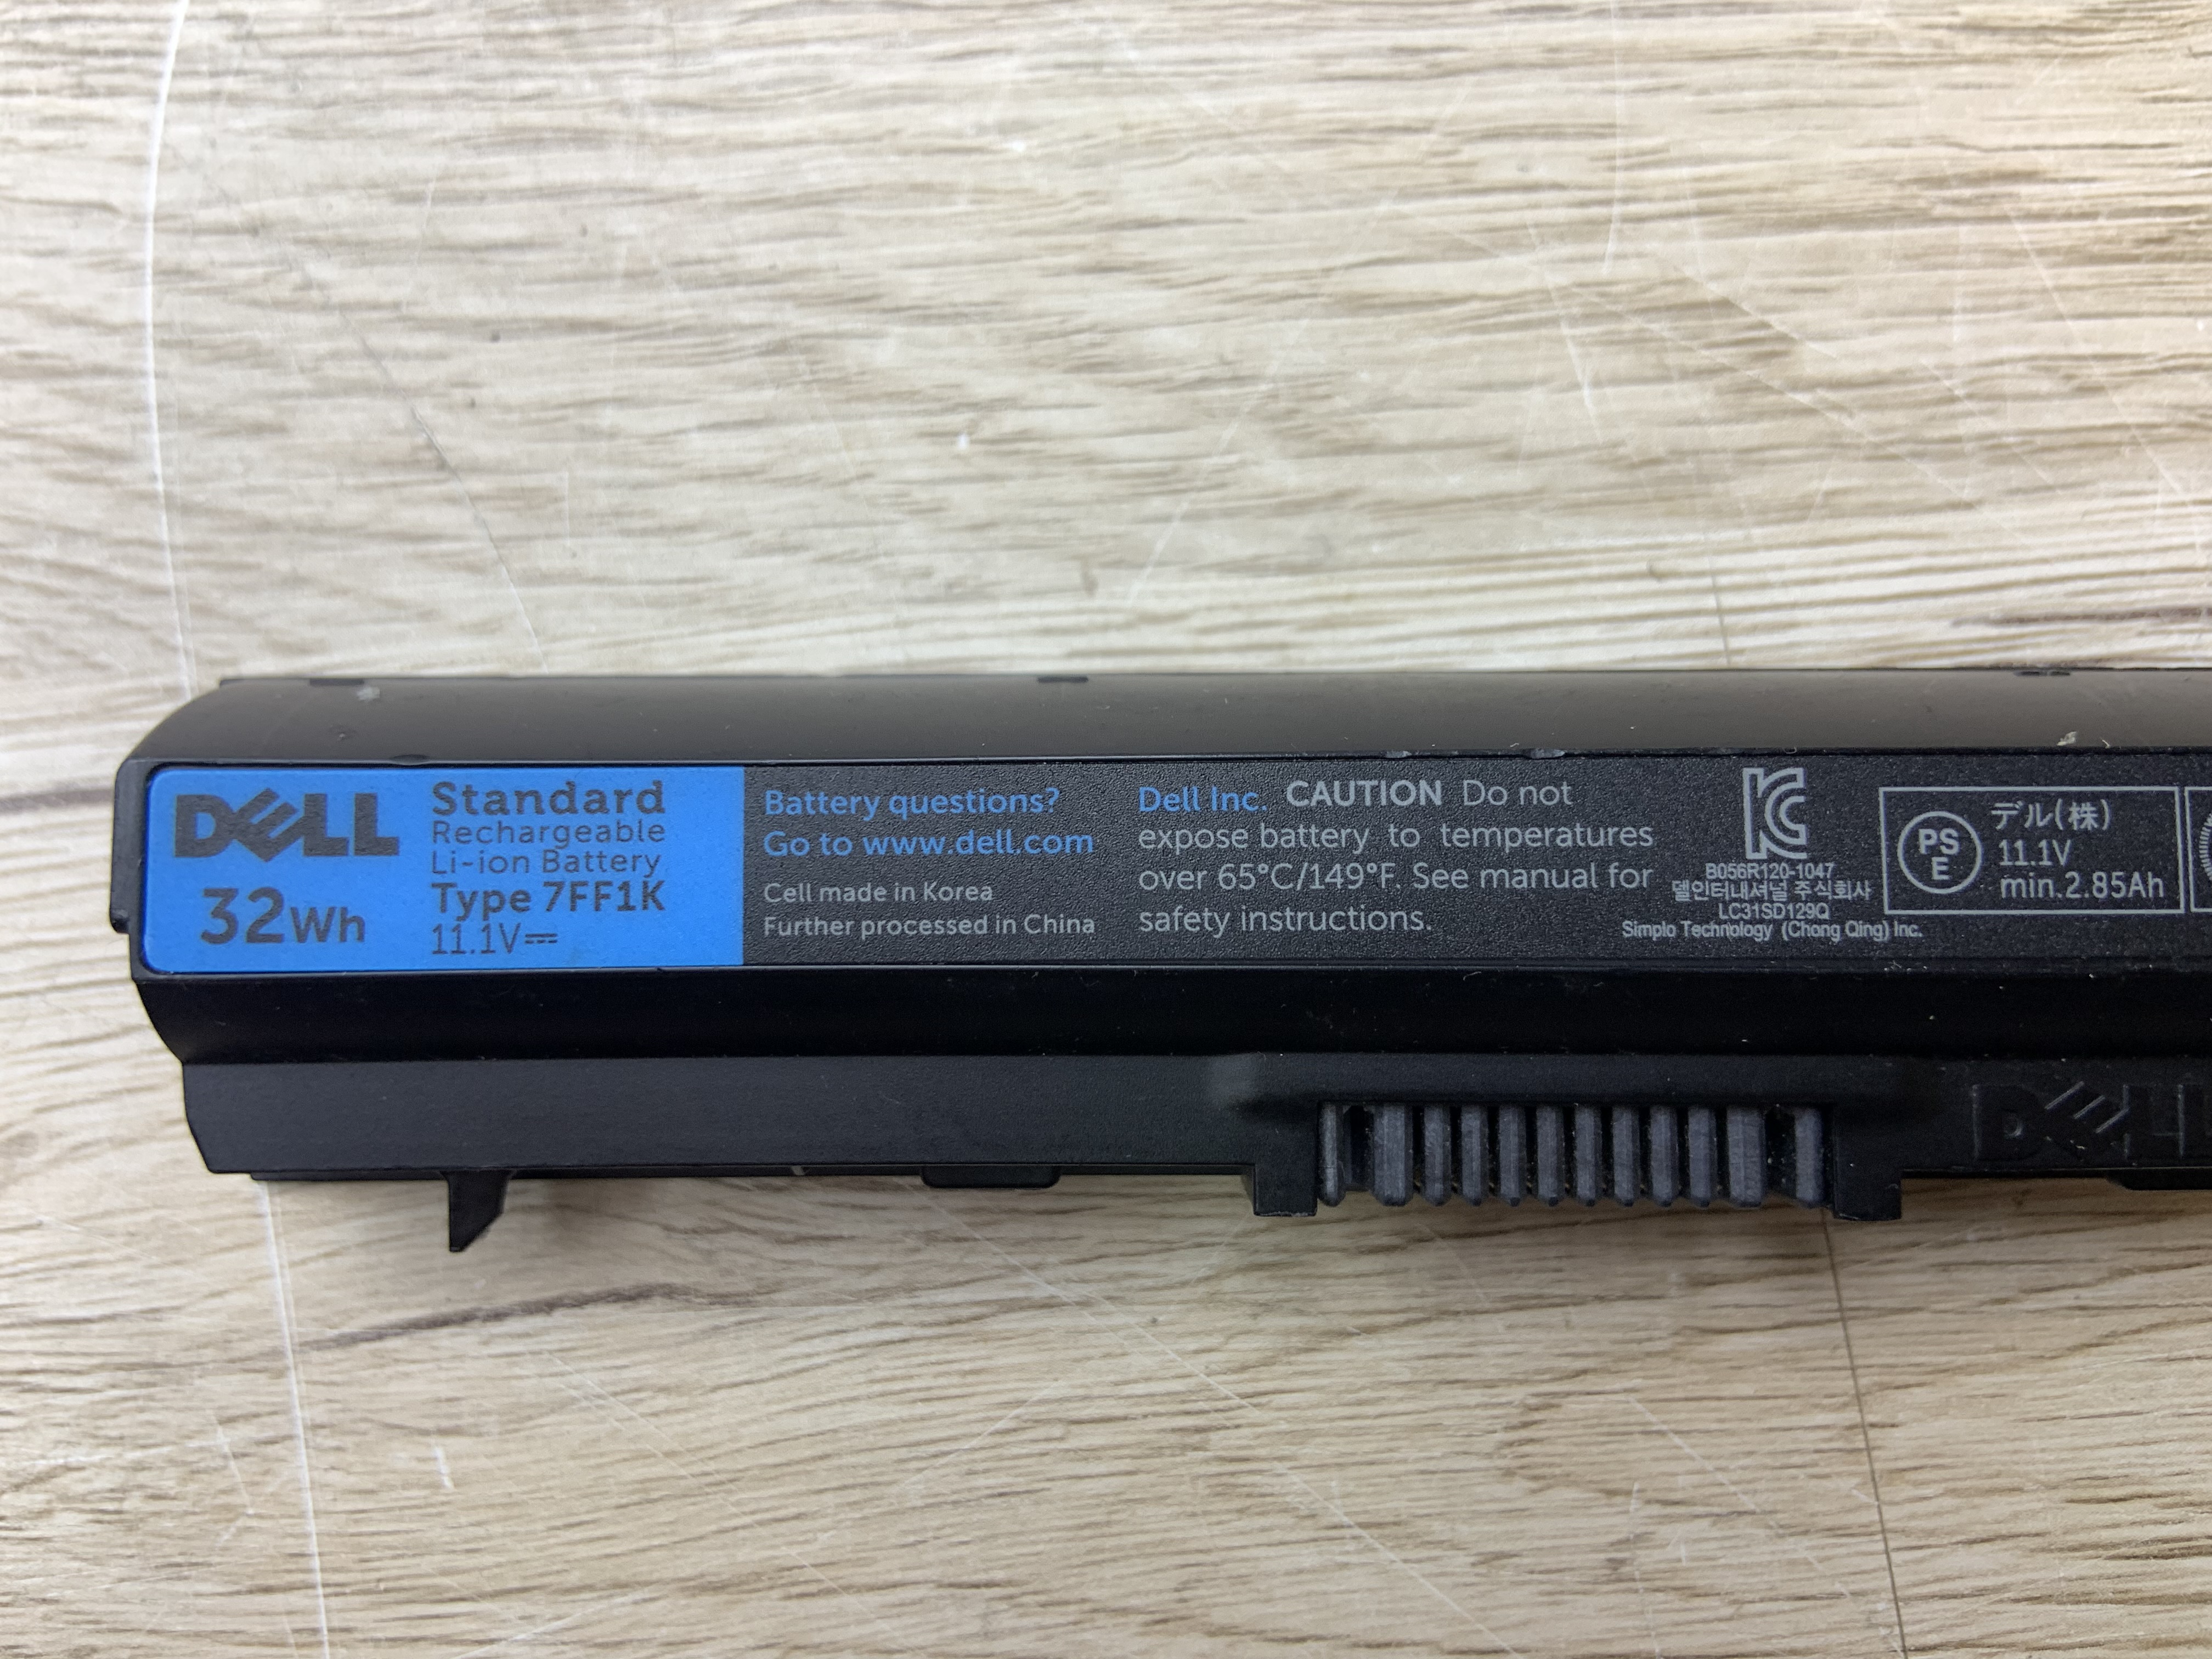 DELL
32Wh
Standard
Rechargeable
Li-ion Battery
Type 7FF1K
11.1V⎓
Battery questions?
Go to www.dell.com
Cell made in Korea
Further processed in China
Dell Inc. CAUTION Do not
expose battery to temperatures
over 65°C/149°F. See manual for
safety instructions.
B056R120-1047
델인터내셔널 주식회사
LC31SD129Q
Simplo Technology (Chong Qing) Inc.
PS
E
デル(株)
11.1V
min.2.85Ah
DELL